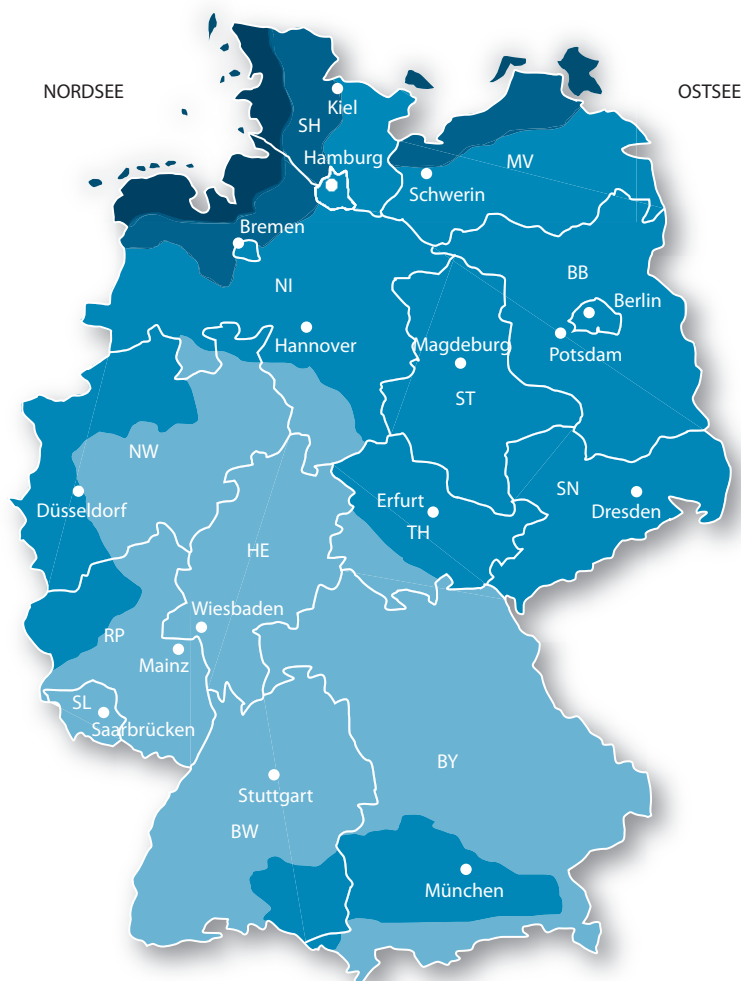 NORDSEE
OSTSEE
Kiel
SH
Hamburg
MV
Schwerin
Bremen
BB
NI
Berlin
Hannover
Magdeburg
Potsdam
ST
NW
Düsseldorf
Erfurt
SN
Dresden
TH
HE
Wiesbaden
RP
Mainz
SL
Saarbrücken
BY
Stuttgart
BW
München